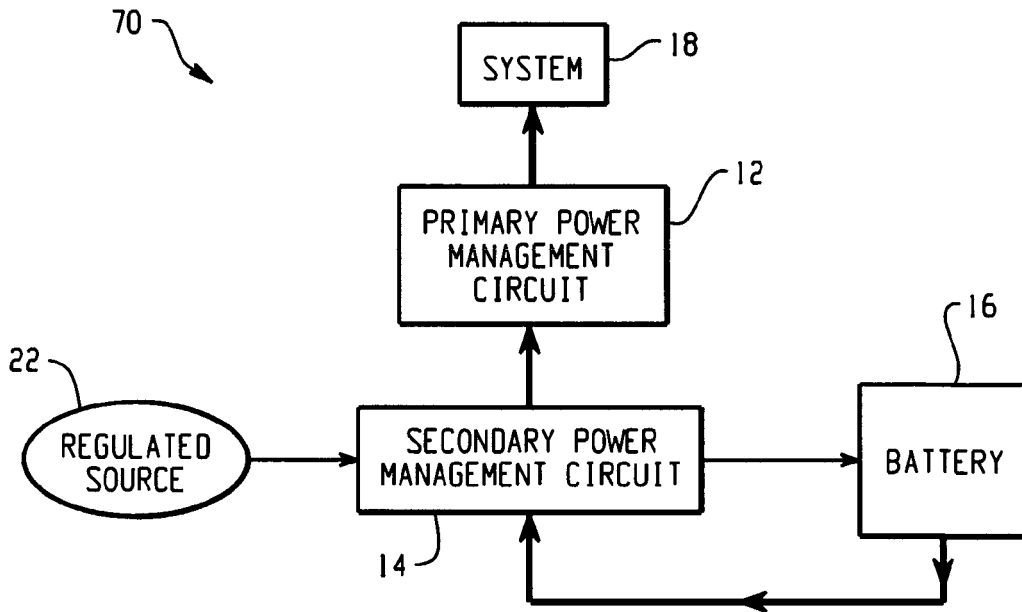 70
SYSTEM
18
PRIMARY POWER
MANAGEMENT
CIRCUIT
12
22
REGULATED
SOURCE
SECONDARY POWER
MANAGEMENT CIRCUIT
14
16
BATTERY